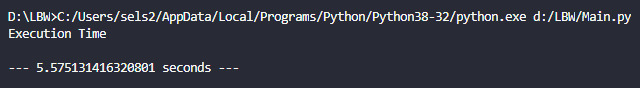 D:\LBW>C:/Users/sels2/AppData/Local/Programs/Python/Python38-32/python.exe d:/LBW/Main.py
Execution Time
--- 5.575131416320801 seconds ---